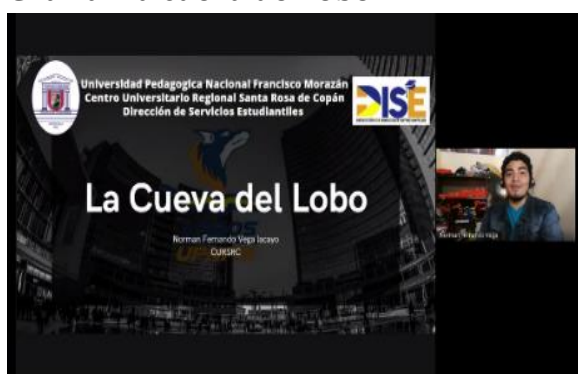 Universidad Pedagogica Nacional Francisco Morazán
Centro Universitario Regional Santa Rosa de Copán
Dirección de Servicios Estudiantiles
DISE
La Cueva del Lobo
Norman Fernando Vega Iacayo
CURSRC